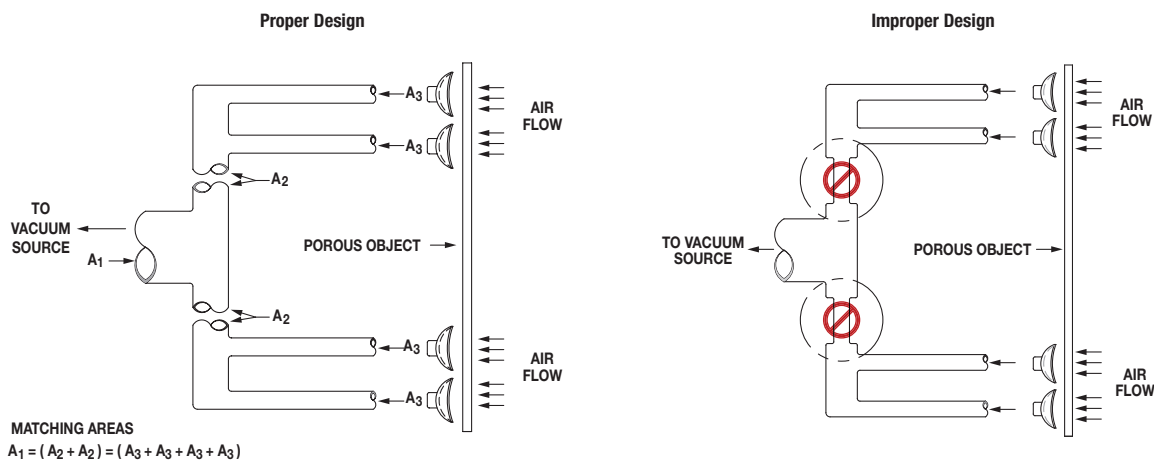 Proper Design
A3
A3
AIR
FLOW
A2
TO
VACUUM
SOURCE
A1
POROUS OBJECT
A2
A3
A3
AIR
FLOW
MATCHING AREAS
A1 = ( A2 + A2 ) = ( A3 + A3 + A3 + A3 )
Improper Design
AIR
FLOW
TO VACUUM
SOURCE
POROUS OBJECT
AIR
FLOW